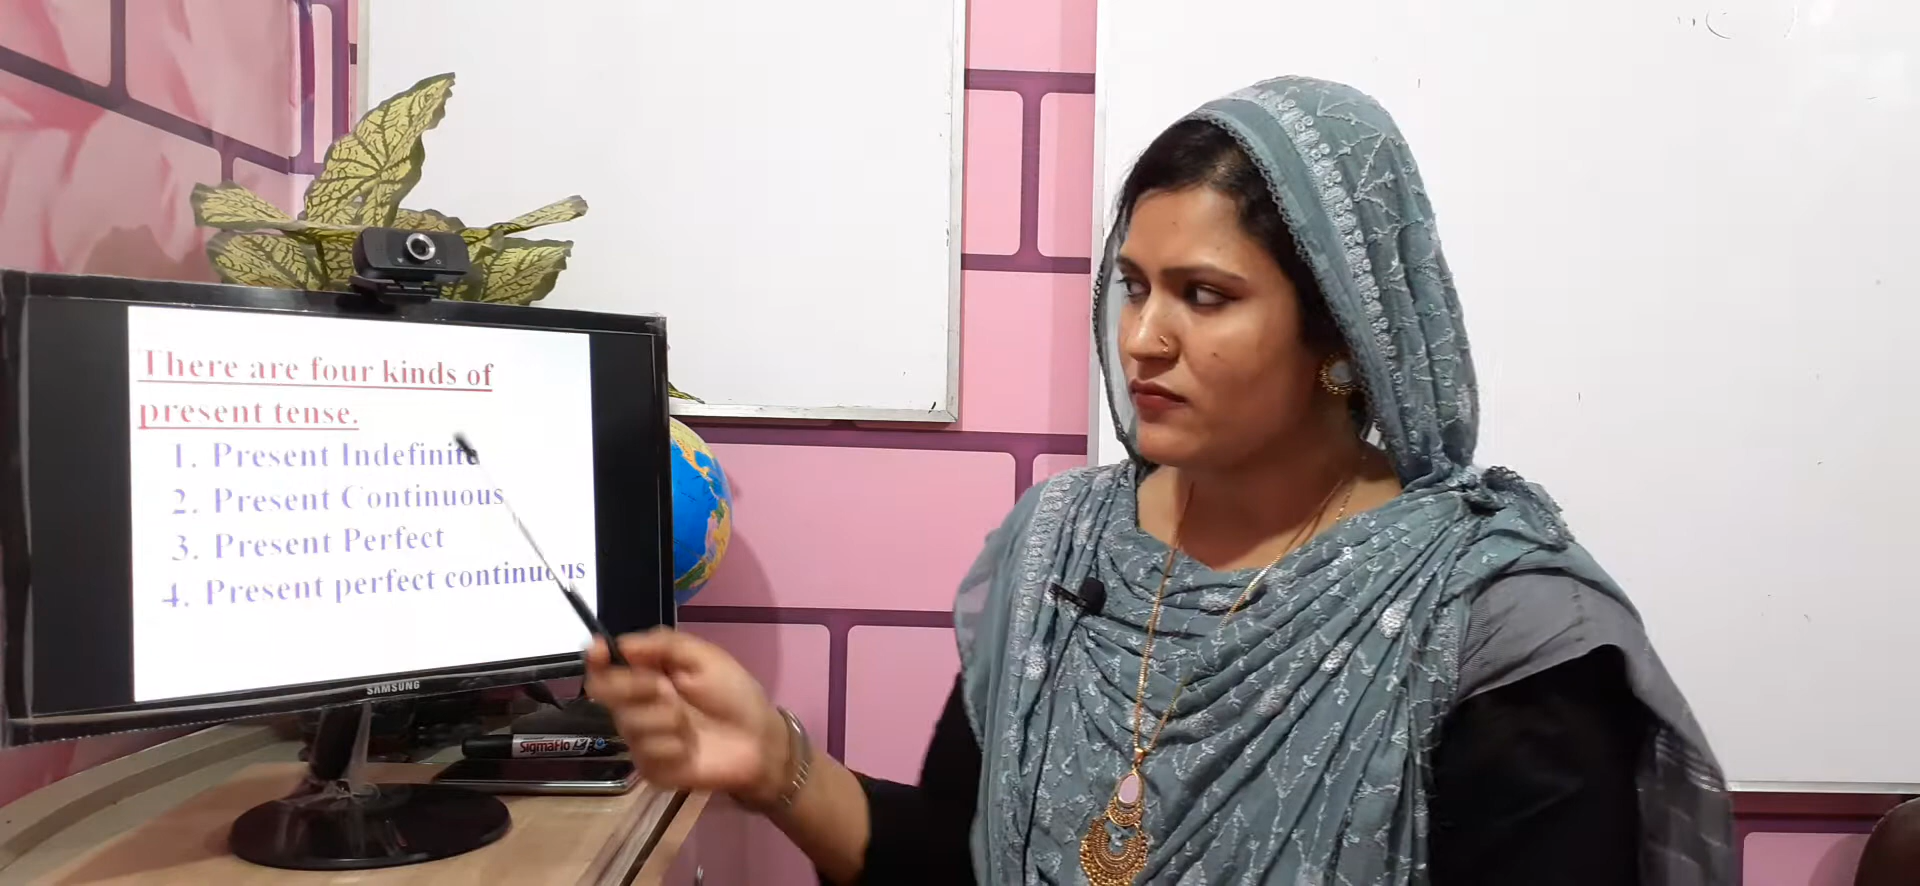 There are four kinds of
present tense.
1. Present Indefinite
2. Present Continuous
3. Present Perfect
4. Present perfect continuous
SAMSUNG
SigmaFlo